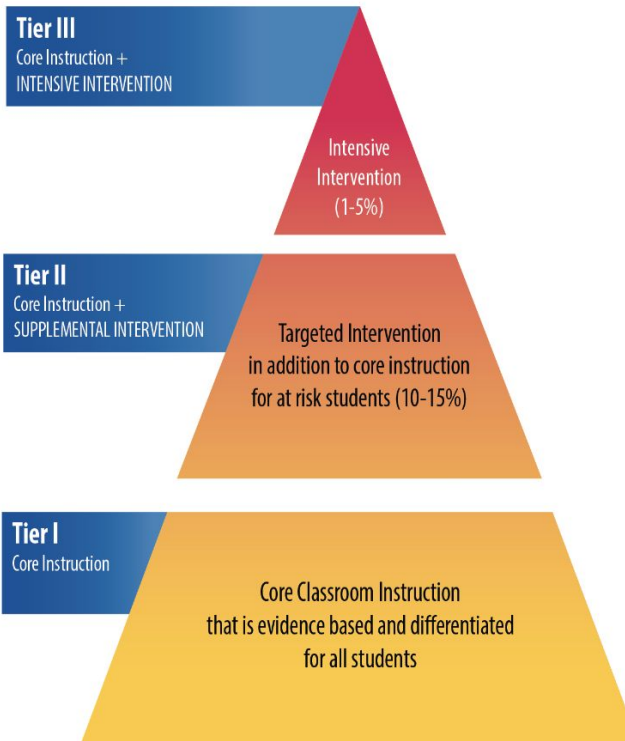 Tier III
Core Instruction +
INTENSIVE INTERVENTION
Intensive
Intervention
(1-5%)
Tier II
Core Instruction +
SUPPLEMENTAL INTERVENTION
Targeted Intervention
in addition to core instruction
for at risk students (10-15%)
Tier I
Core Instruction
Core Classroom Instruction
that is evidence based and differentiated
for all students